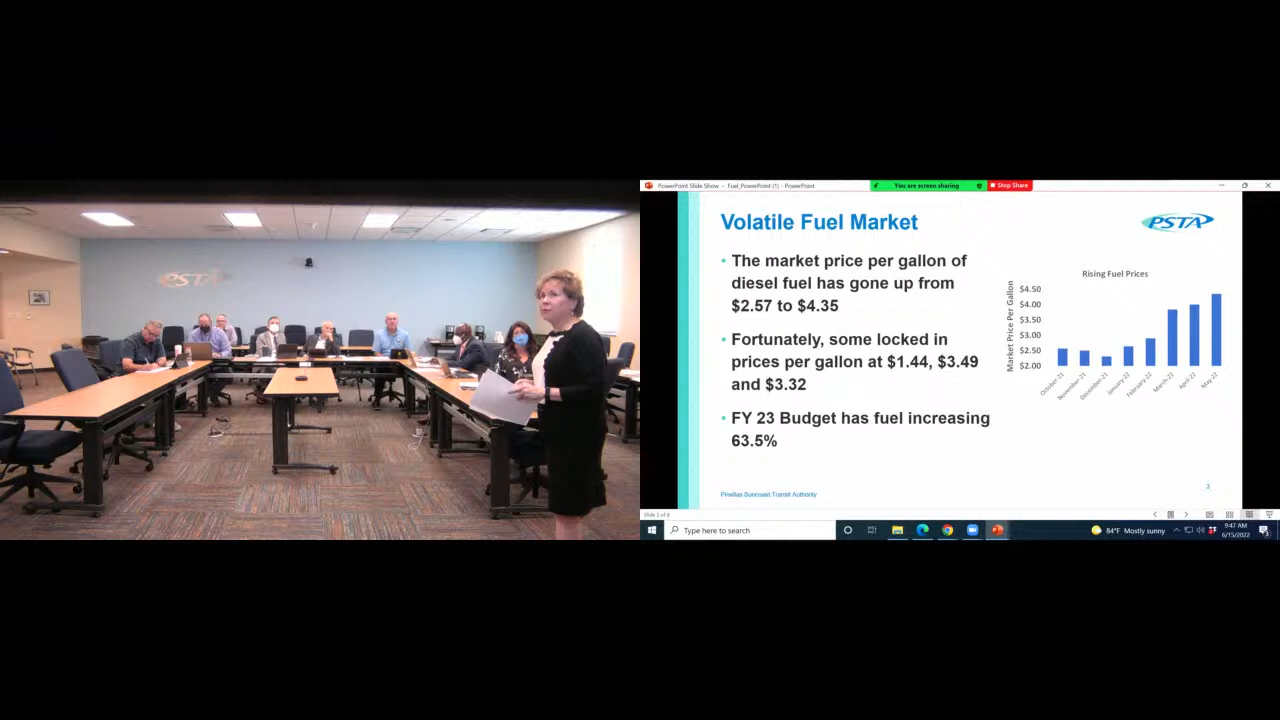 PSTA
PowerPoint Slide Show - Fuel_PowerPoint (1) - PowerPoint
You are screen sharing
Stop Share
Volatile Fuel Market
PSTA
• The market price per gallon of
diesel fuel has gone up from
$2.57 to $4.35
• Fortunately, some locked in
prices per gallon at $1.44, $3.49
and $3.32
• FY 23 Budget has fuel increasing
63.5%
Rising Fuel Prices
Market Price Per Gallon
$4.50
$4.00
$3.50
$3.00
$2.50
$2.00
October-21
November-21
December-21
January-22
February-22
March-22
April-22
May-22
Pinellas Suncoast Transit Authority
3
Slide 3 of 8
Type here to search
84°F Mostly sunny
9:47 AM
6/15/2022